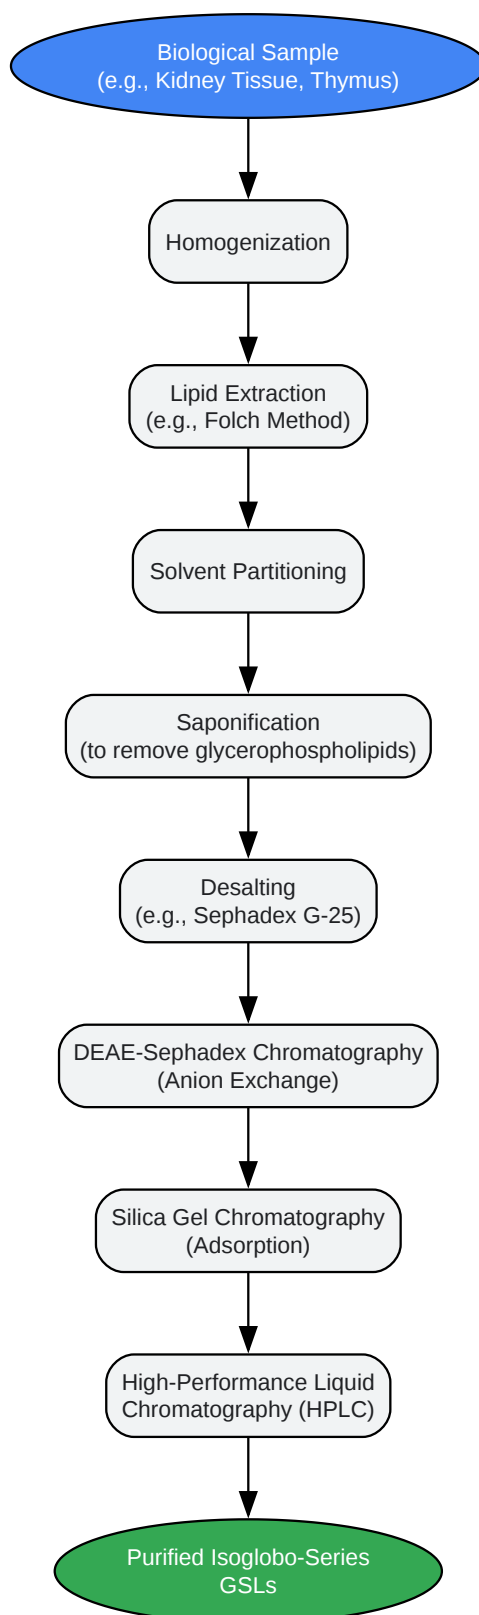 Biological Sample
(e.g., Kidney Tissue, Thymus)
Homogenization
Lipid Extraction
(e.g., Folch Method)
Solvent Partitioning
Saponification
(to remove glycerophospholipids)
Desalting
(e.g., Sephadex G-25)
DEAE-Sephadex Chromatography
(Anion Exchange)
Silica Gel Chromatography
(Adsorption)
High-Performance Liquid
Chromatography (HPLC)
Purified Isoglobo-Series
GSLs